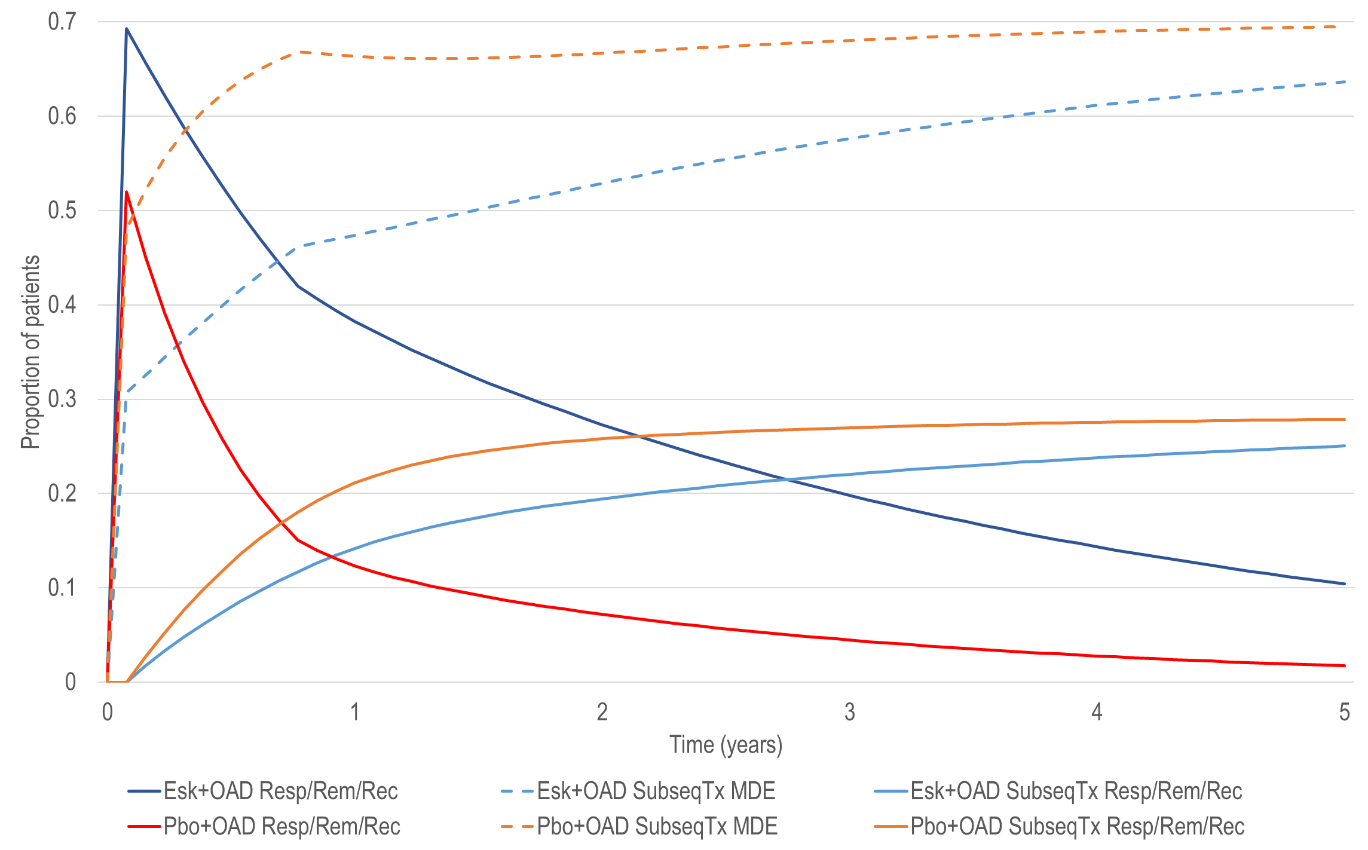 0.7
0.6
0.5
0.4
0.3
0.2
0.1
0
Proportion of patients
0 1 2 3 4 5
Time (years)
Esk+OAD Resp/Rem/Rec Esk+OAD SubseqTx MDE Esk+OAD SubseqTx Resp/Rem/Rec
Pbo+OAD Resp/Rem/Rec Pbo+OAD SubseqTx MDE Pbo+OAD SubseqTx Resp/Rem/Rec